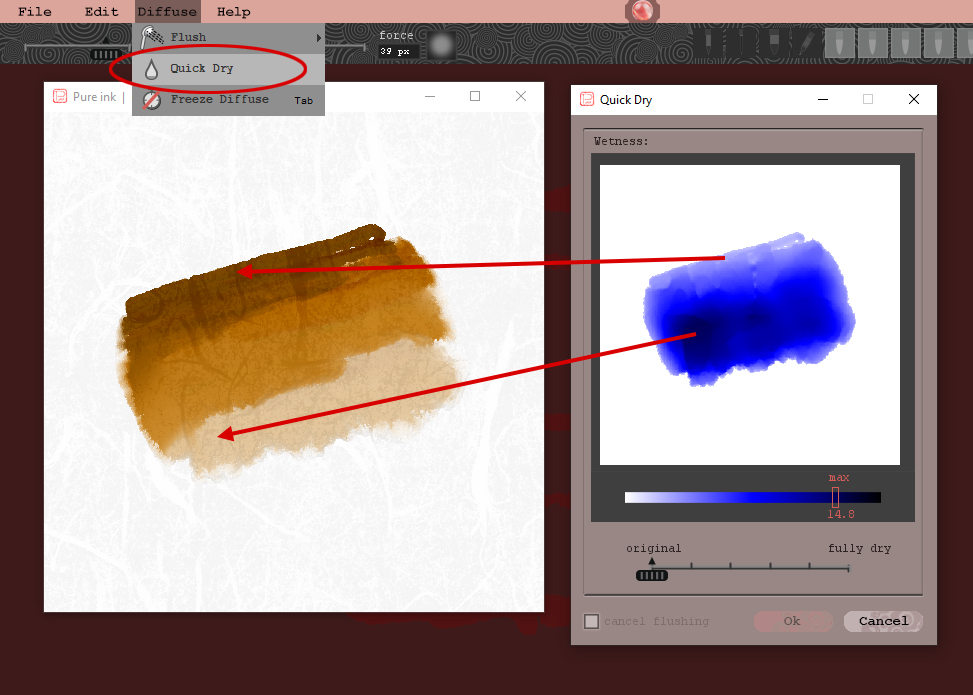 File Edit Diffuse Help
Flush
force
39 px
Quick Dry
Freeze Diffuse Tab
Pure ink |
Quick Dry
Wetness:
max
14.8
original fully dry
cancel flushing Ok Cancel